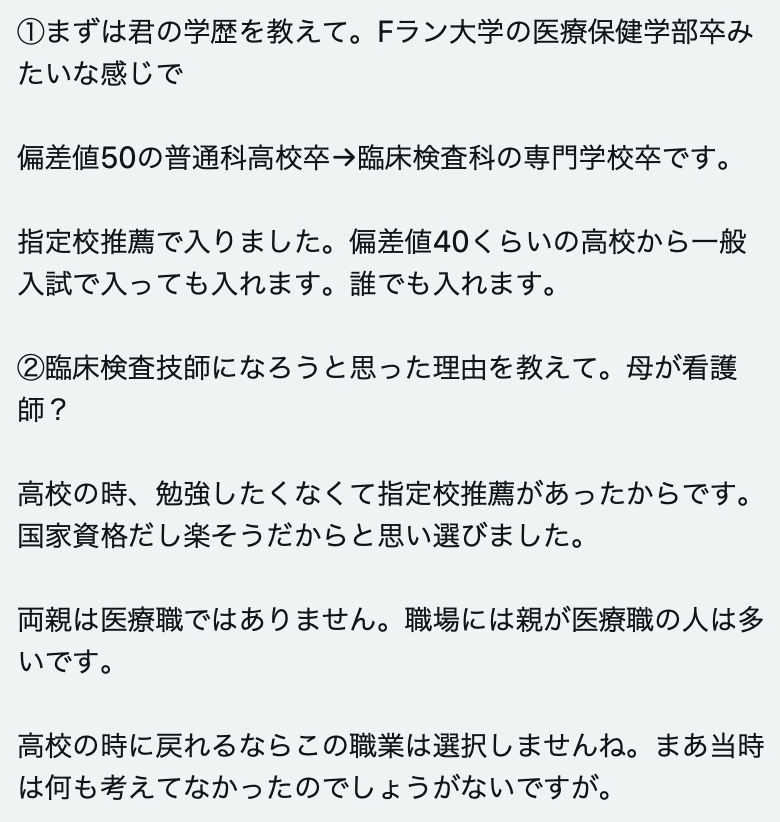 ①まずは君の学歴を教えて。Fラン大学の医療保健学部卒み
たいな感じで
偏差値50の普通科高校卒→臨床検査科の専門学校卒です。
指定校推薦で入りました。偏差値40くらいの高校から一般
入試で入っても入れます。誰でも入れます。
②臨床検査技師になろうと思った理由を教えて。母が看護
師？
高校の時、勉強したくなくて指定校推薦があったからです。
国家資格だし楽そうだからと思い選びました。
両親は医療職ではありません。職場には親が医療職の人は多
いです。
高校の時に戻れるならこの職業は選択しませんね。まあ当時
は何も考えてなかったのでしょうがないですが。